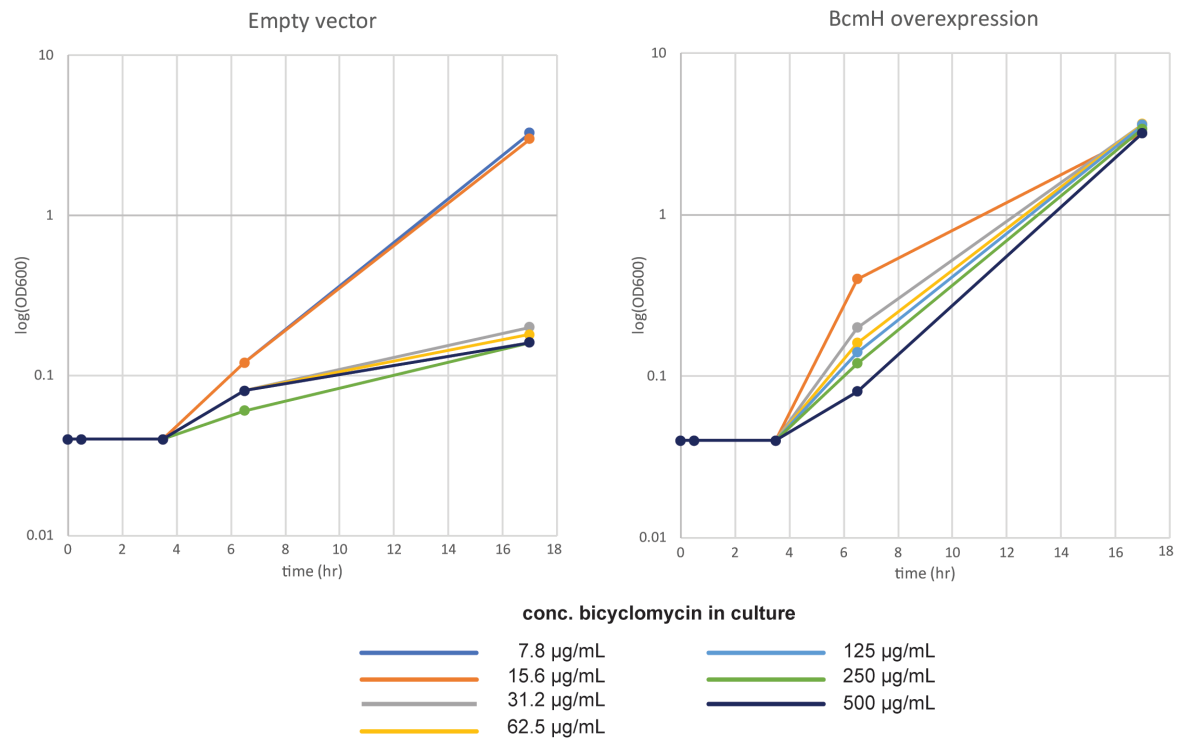 Empty vector
BcmH overexpression
10
1
0.1
0.01
log(OD600)
0 2 4 6 8 10 12 14 16 18
time (hr)
10
1
0.1
0.01
log(OD600)
0 2 4 6 8 10 12 14 16 18
time (hr)
conc. bicyclomycin in culture
7.8 µg/mL
15.6 µg/mL
31.2 µg/mL
62.5 µg/mL
125 µg/mL
250 µg/mL
500 µg/mL